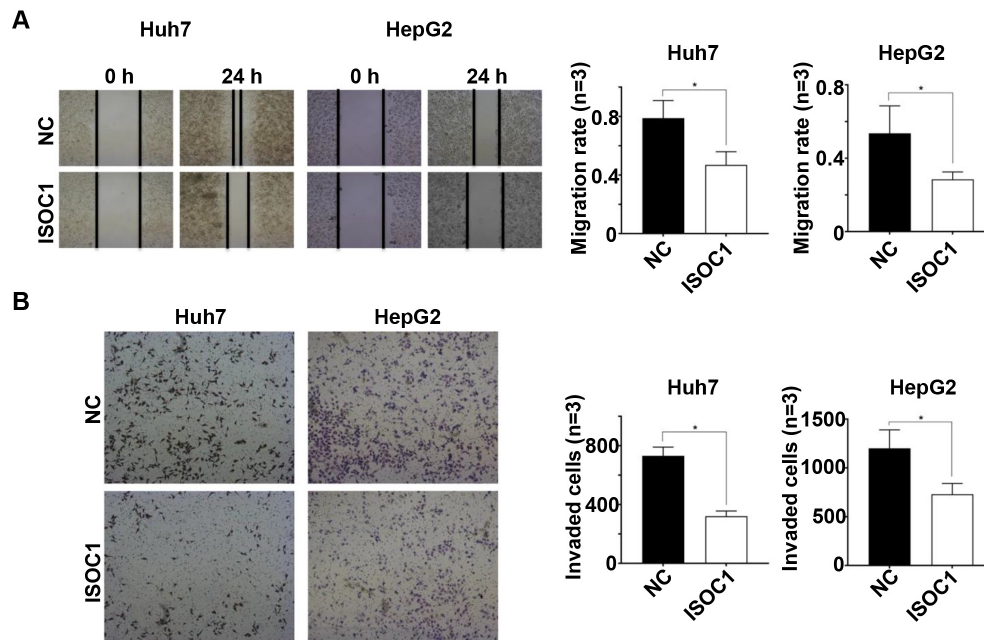 A
Huh7
HepG2
0 h
24 h
0 h
24 h
NC
ISOC1
Huh7
Migration rate (n=3)
0.8
0.4
0
*
NC
ISOC1
HepG2
Migration rate (n=3)
0.8
0.4
0
*
NC
ISOC1
B
Huh7
HepG2
NC
ISOC1
Huh7
Invaded cells (n=3)
800
400
0
*
NC
ISOC1
HepG2
Invaded cells (n=3)
1500
1000
500
0
*
NC
ISOC1